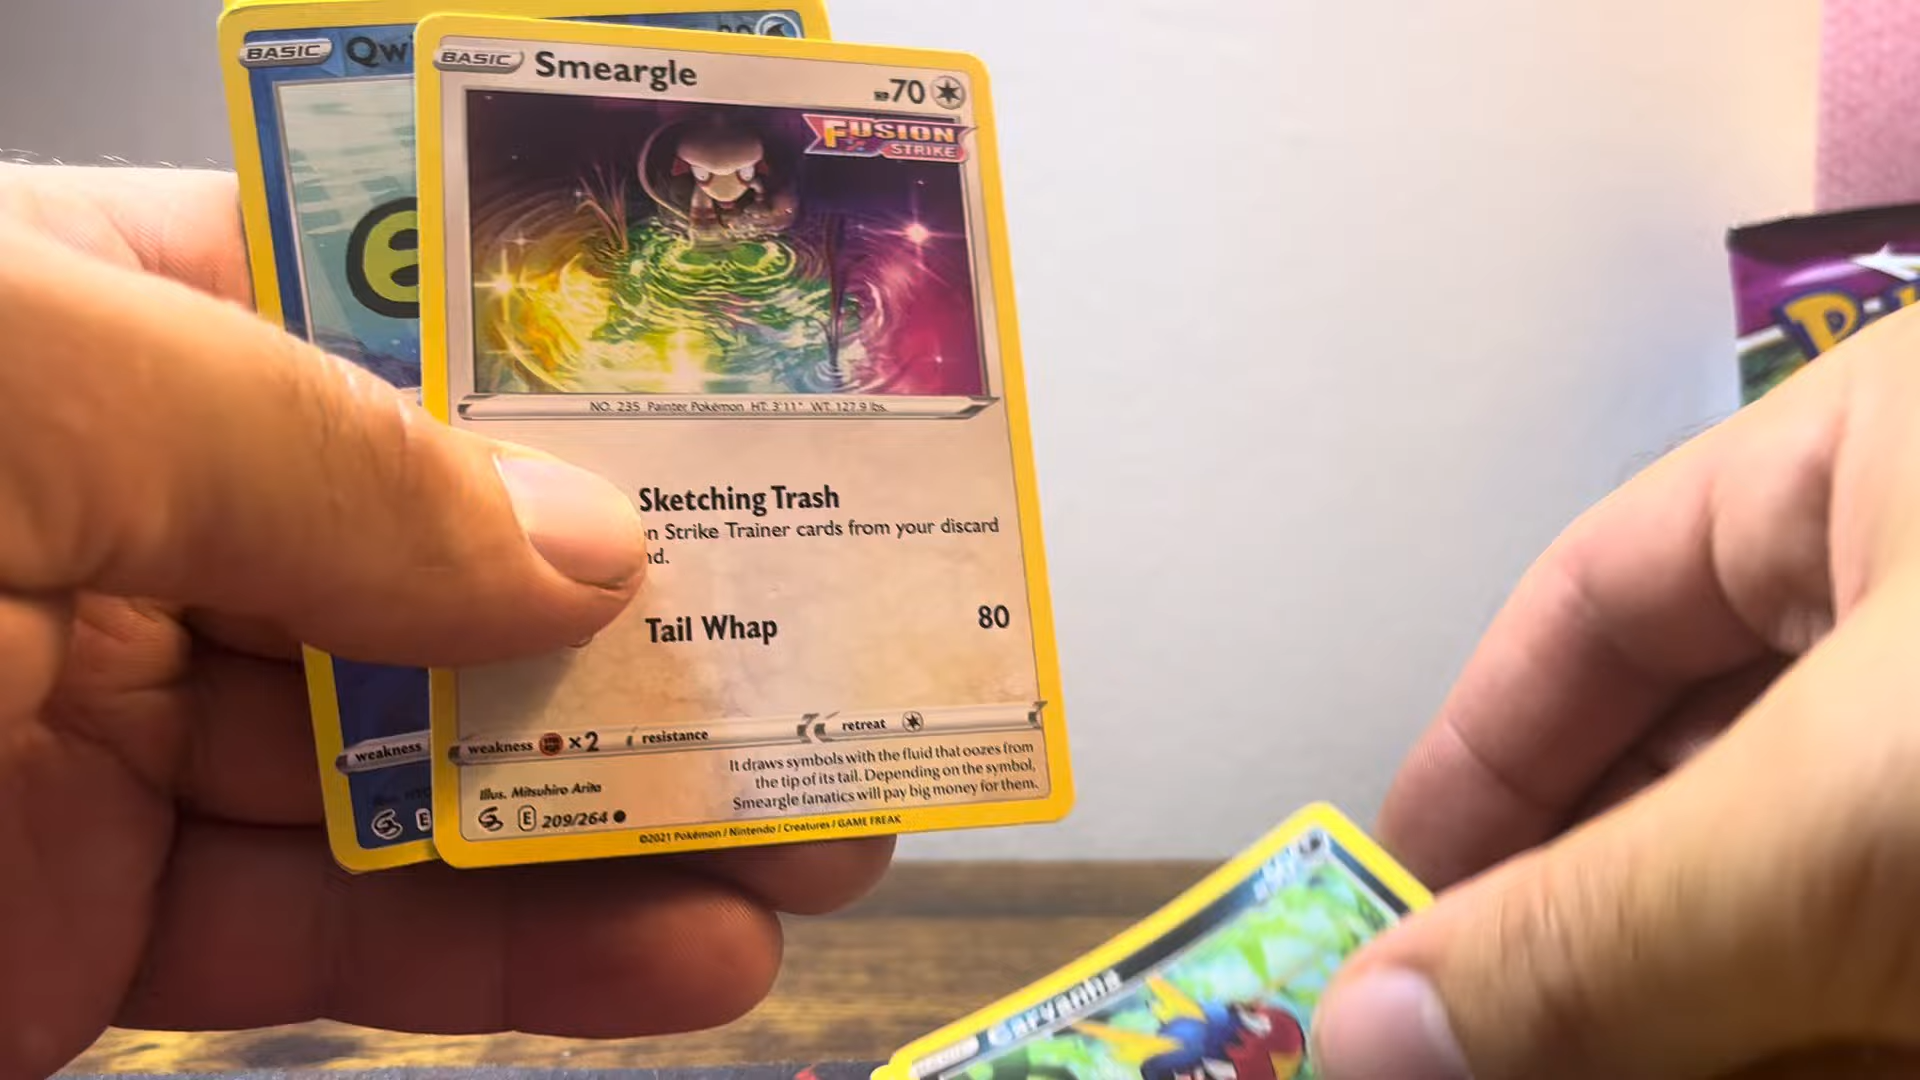 BASIC Qwi
BASIC Smeargle 70
FUSION
STRIKE
NO. 235 Painter Pokémon HT: 3'11" WT: 127.9 lbs.
Sketching Trash
n Strike Trainer cards from your discard
nd.
Tail Whap 80
weakness
weakness ×2 resistance retreat
It draws symbols with the fluid that oozes from
the tip of its tail. Depending on the symbol,
Smeargle fanatics will pay big money for them.
Illus. Mitsuhiro Arita
E
E 209/264
©2021 Pokémon / Nintendo / Creatures / GAME FREAK
Carvanha